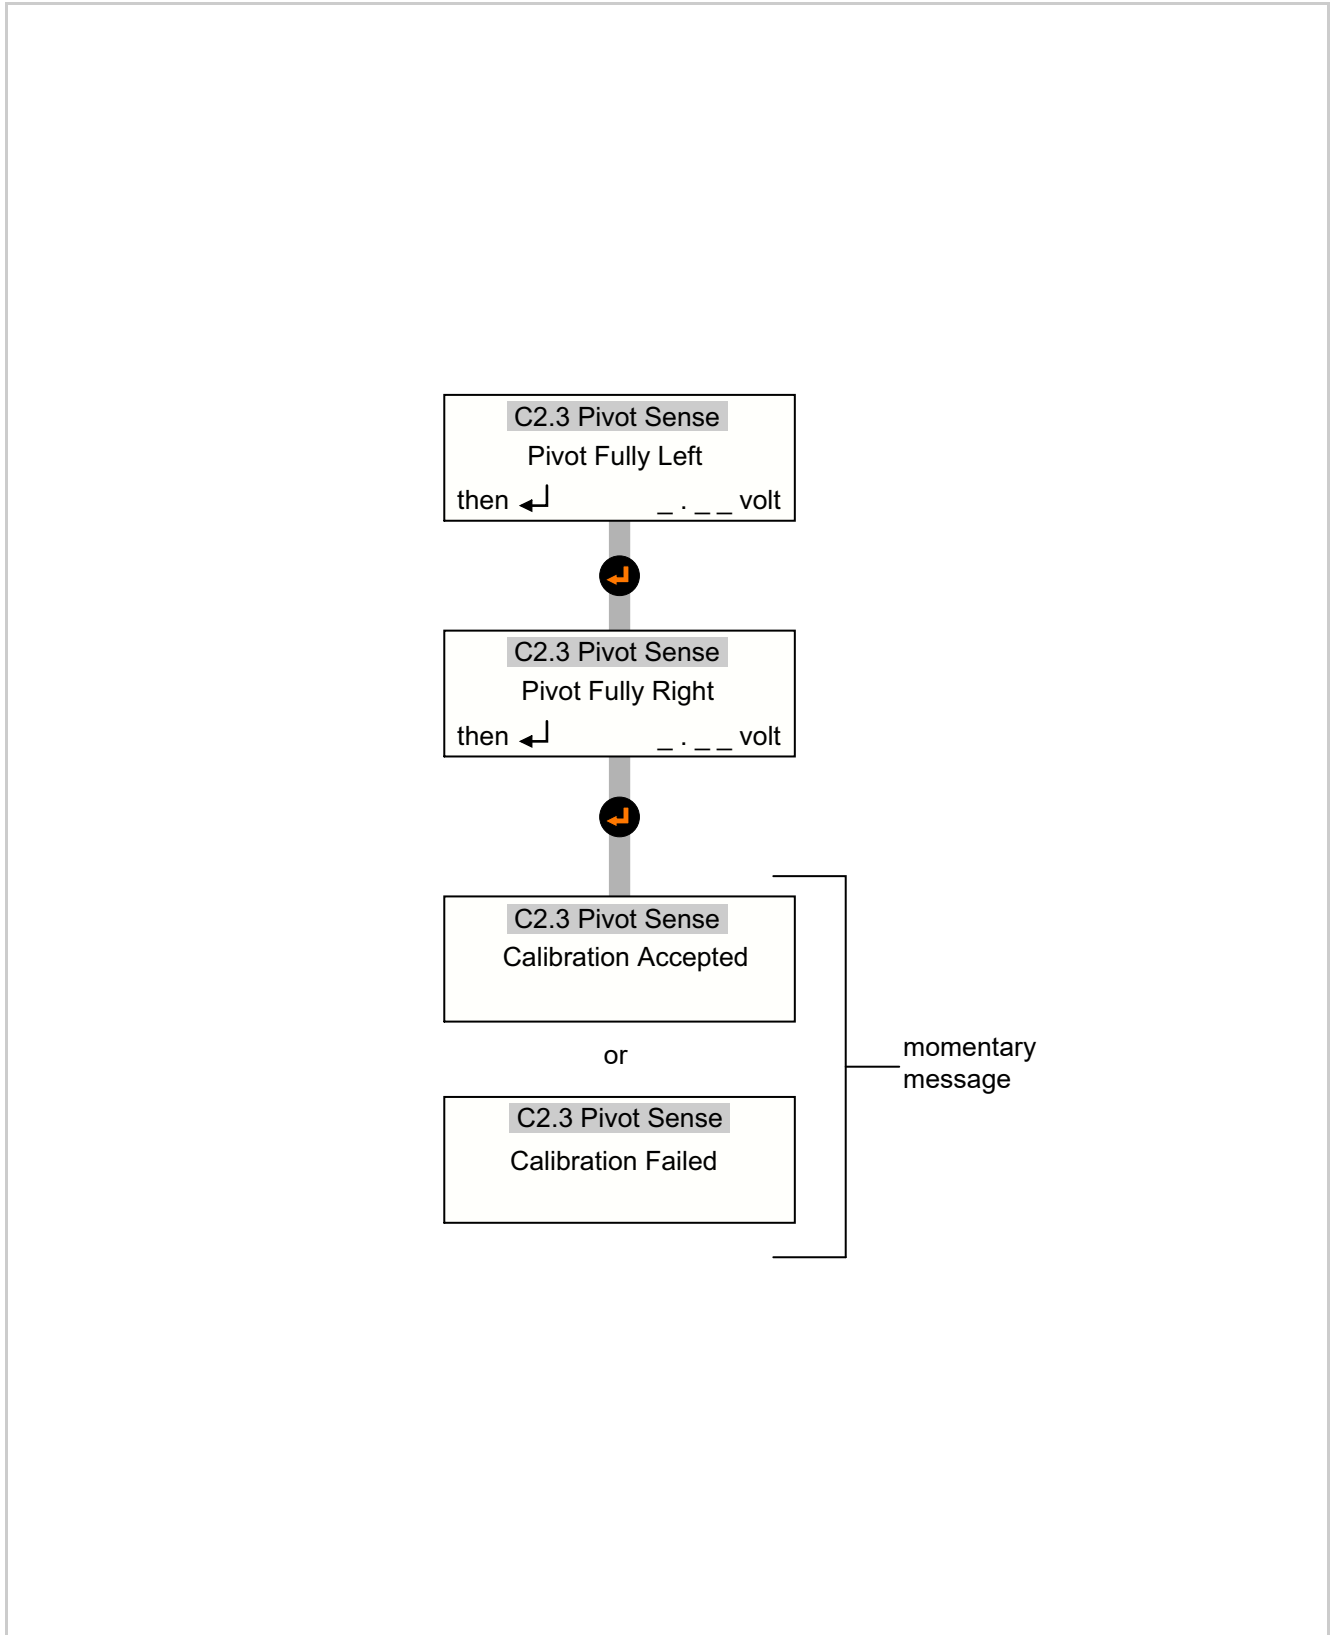 C2.3 Pivot Sense
Pivot Fully Left
then ↵ _ . _ _ volt
C2.3 Pivot Sense
Pivot Fully Right
then ↵ _ . _ _ volt
C2.3 Pivot Sense
Calibration Accepted
or
C2.3 Pivot Sense
Calibration Failed
momentary
message